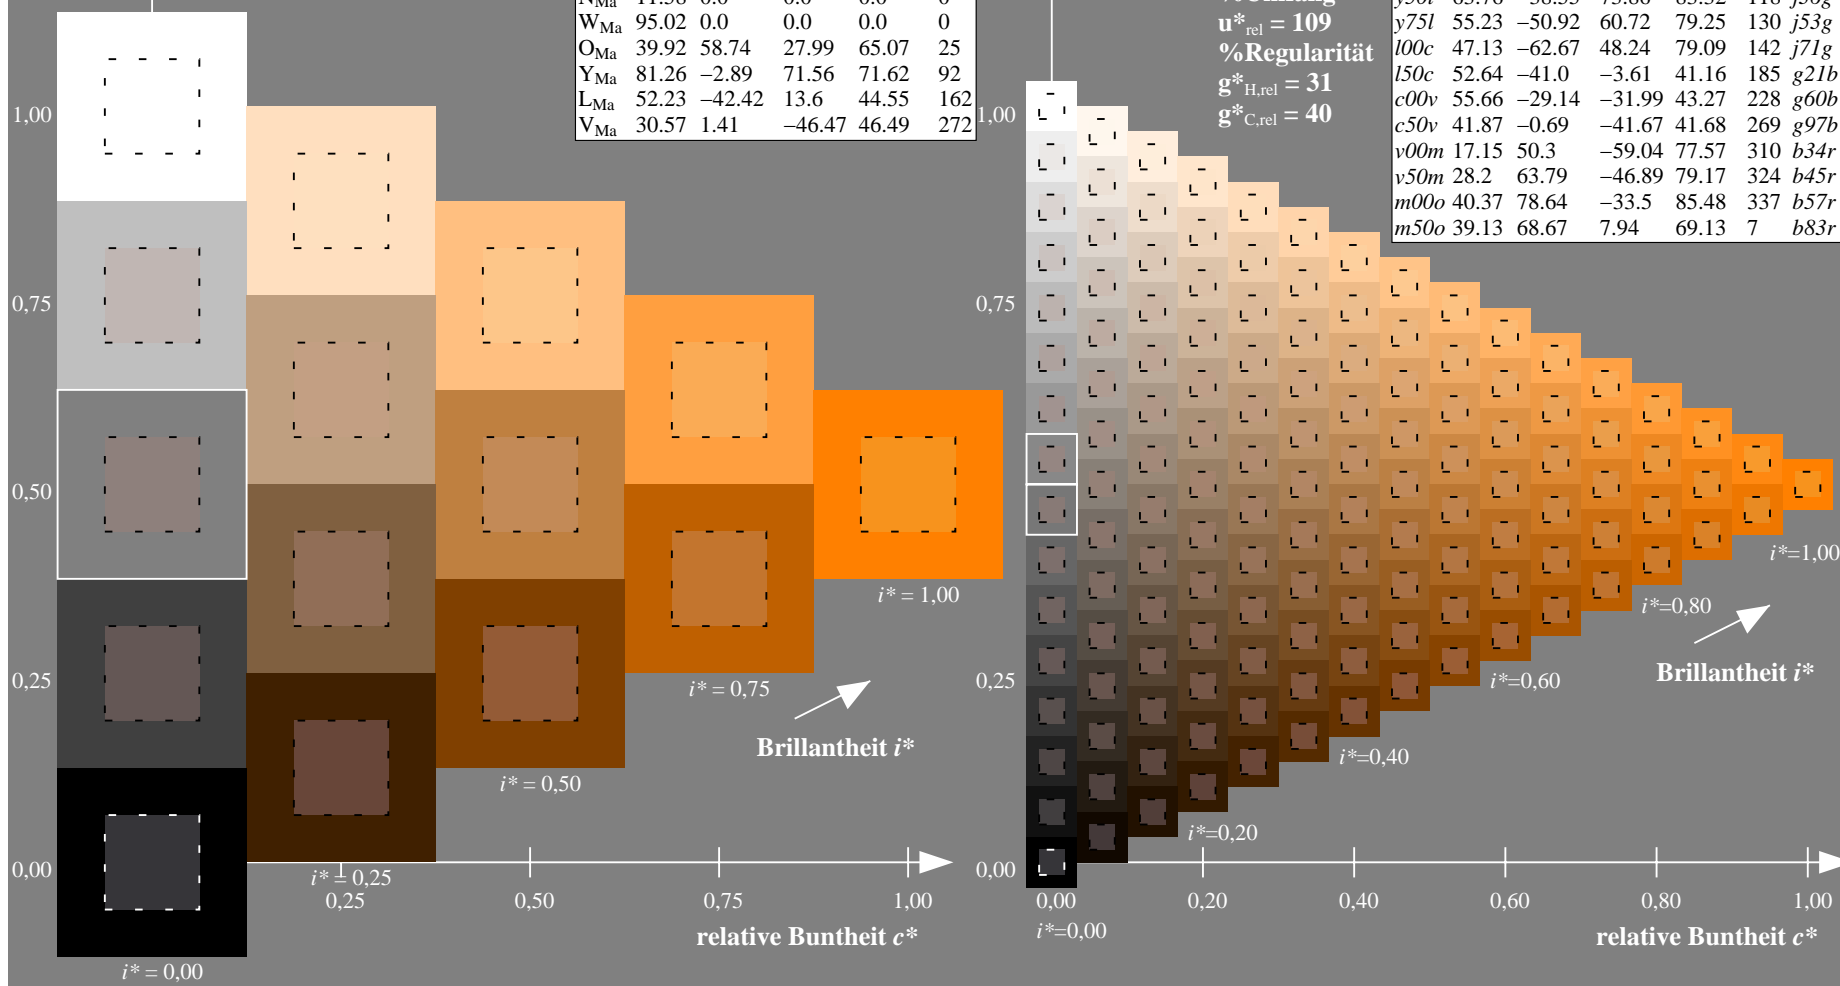 W_Ma 95.02 0.0 0.0 0.0 0
O_Ma 39.92 58.74 27.99 65.07 25
Y_Ma 81.26 −2.89 71.56 71.62 92
L_Ma 52.23 −42.42 13.6 44.55 162
V_Ma 30.57 1.41 −46.47 46.49 272
u*_rel = 109
%Regularität
g*_H,rel = 31
g*_C,rel = 40
y75l 55.23 −50.92 60.72 79.25 130 j53g
l00c 47.13 −62.67 48.24 79.09 142 j71g
l50c 52.64 −41.0 −3.61 41.16 185 g21b
c00v 55.66 −29.14 −31.99 43.27 228 g60b
c50v 41.87 −0.69 −41.67 41.68 269 g97b
v00m 17.15 50.3 −59.04 77.57 310 b34r
v50m 28.2 63.79 −46.89 79.17 324 b45r
m00o 40.37 78.64 −33.5 85.48 337 b57r
m50o 39.13 68.67 7.94 69.13 7 b83r
1,00
0,75
0,50
0,25
0,00
i* = 1,00
i* = 0,75
Brillantheit i*
i* = 0,50
i* = 0,25
0,25 0,50 0,75 1,00
relative Buntheit c*
i* = 0,00
1,00
0,75
0,50
0,25
0,00
i*=1,00
i*=0,80
Brillantheit i*
i*=0,60
i*=0,40
i*=0,20
0,00 0,20 0,40 0,60 0,80 1,00
i*=0,00
relative Buntheit c*